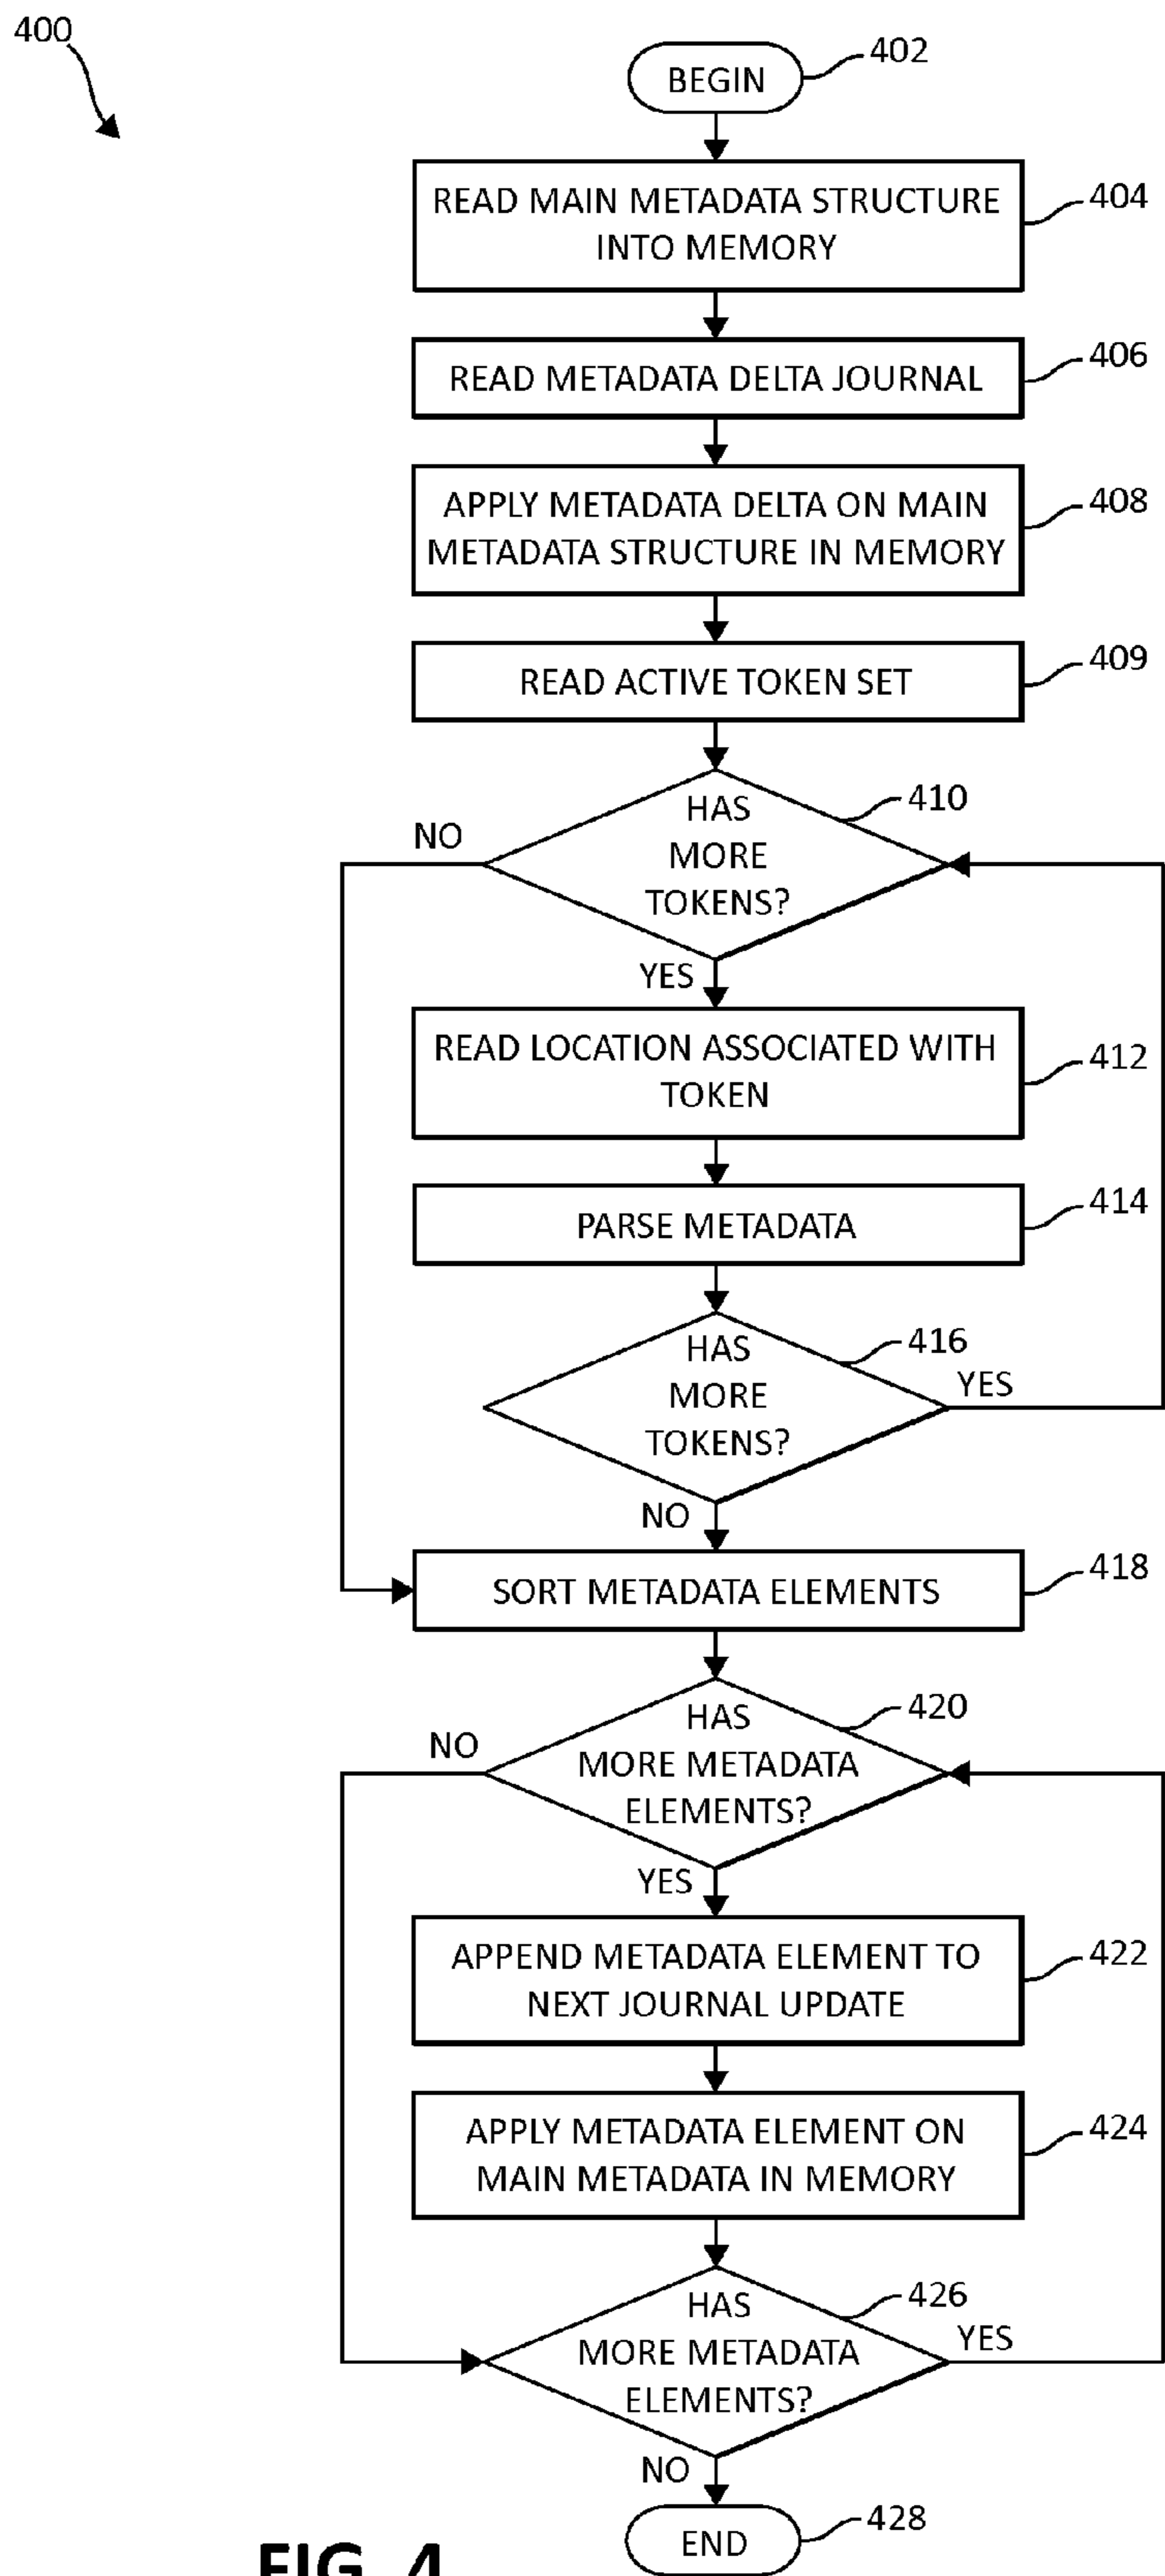 400
BEGIN
402
READ MAIN METADATA STRUCTURE
INTO MEMORY
404
READ METADATA DELTA JOURNAL
406
APPLY METADATA DELTA ON MAIN
METADATA STRUCTURE IN MEMORY
408
READ ACTIVE TOKEN SET
409
HAS
MORE
TOKENS?
410
NO
YES
READ LOCATION ASSOCIATED WITH
TOKEN
412
PARSE METADATA
414
HAS
MORE
TOKENS?
416
YES
NO
SORT METADATA ELEMENTS
418
HAS
MORE METADATA
ELEMENTS?
420
NO
YES
APPEND METADATA ELEMENT TO
NEXT JOURNAL UPDATE
422
APPLY METADATA ELEMENT ON
MAIN METADATA IN MEMORY
424
HAS
MORE METADATA
ELEMENTS?
426
YES
NO
END
428
FIG. 4